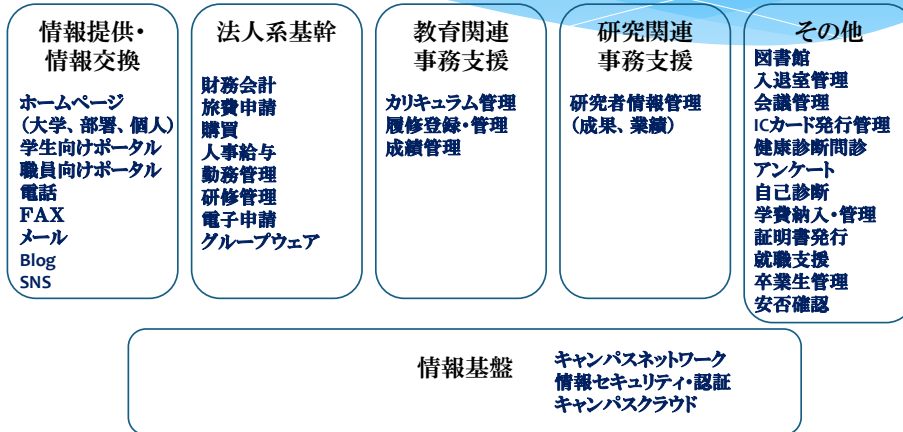 情報提供・
情報交換
ホームページ
(大学、部署、個人)
学生向けポータル
職員向けポータル
電話
FAX
メール
Blog
SNS
法人系基幹
財務会計
旅費申請
購買
人事給与
勤務管理
研修管理
電子申請
グループウェア
教育関連
事務支援
カリキュラム管理
履修登録・管理
成績管理
研究関連
事務支援
研究者情報管理
(成果、業績)
その他
図書館
入退室管理
会議管理
ICカード発行管理
健康診断問診
アンケート
自己診断
学費納入・管理
証明書発行
就職支援
卒業生管理
安否確認
情報基盤
キャンパスネットワーク
情報セキュリティ・認証
キャンパスクラウド